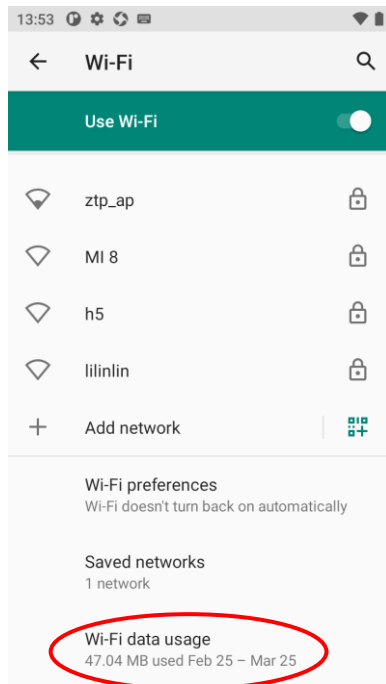 13:53
Wi-Fi
Use Wi-Fi
ztp_ap
MI 8
h5
lilinlin
Add network
Wi-Fi preferences
Wi-Fi doesn't turn back on automatically
Saved networks
1 network
Wi-Fi data usage
47.04 MB used Feb 25 – Mar 25